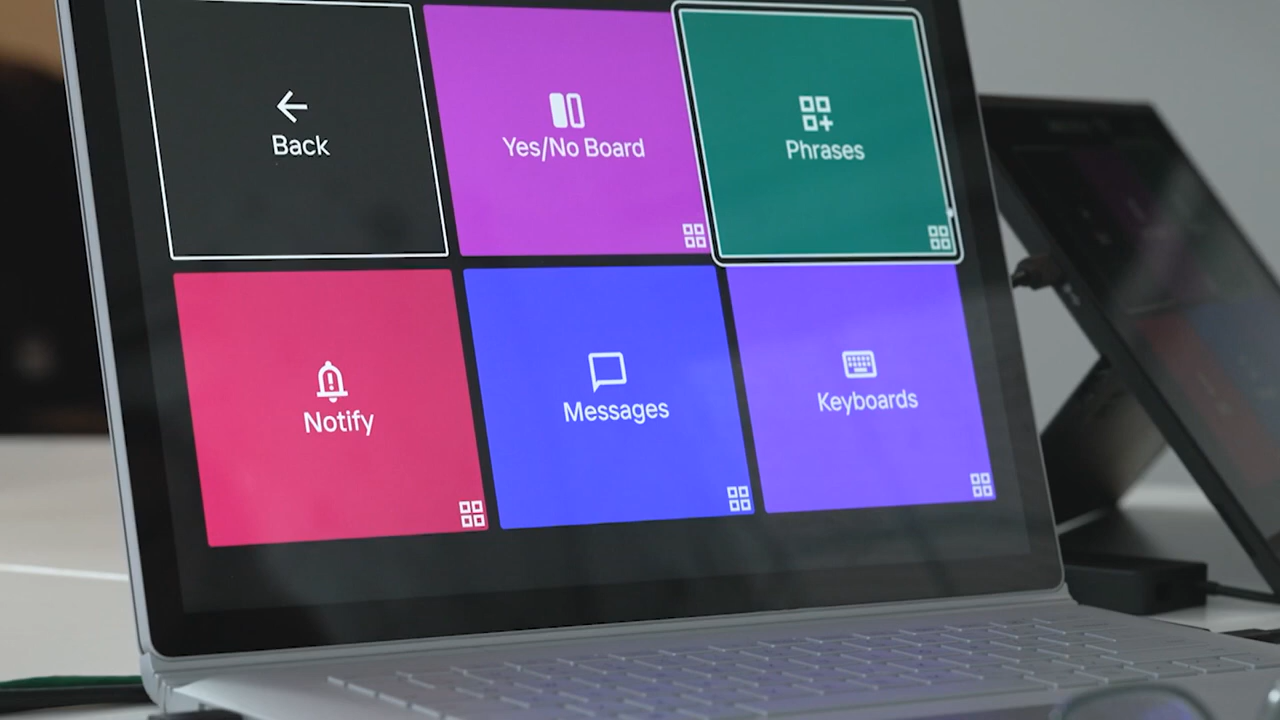 Back
Yes/No Board
Phrases
Notify
Messages
Keyboards